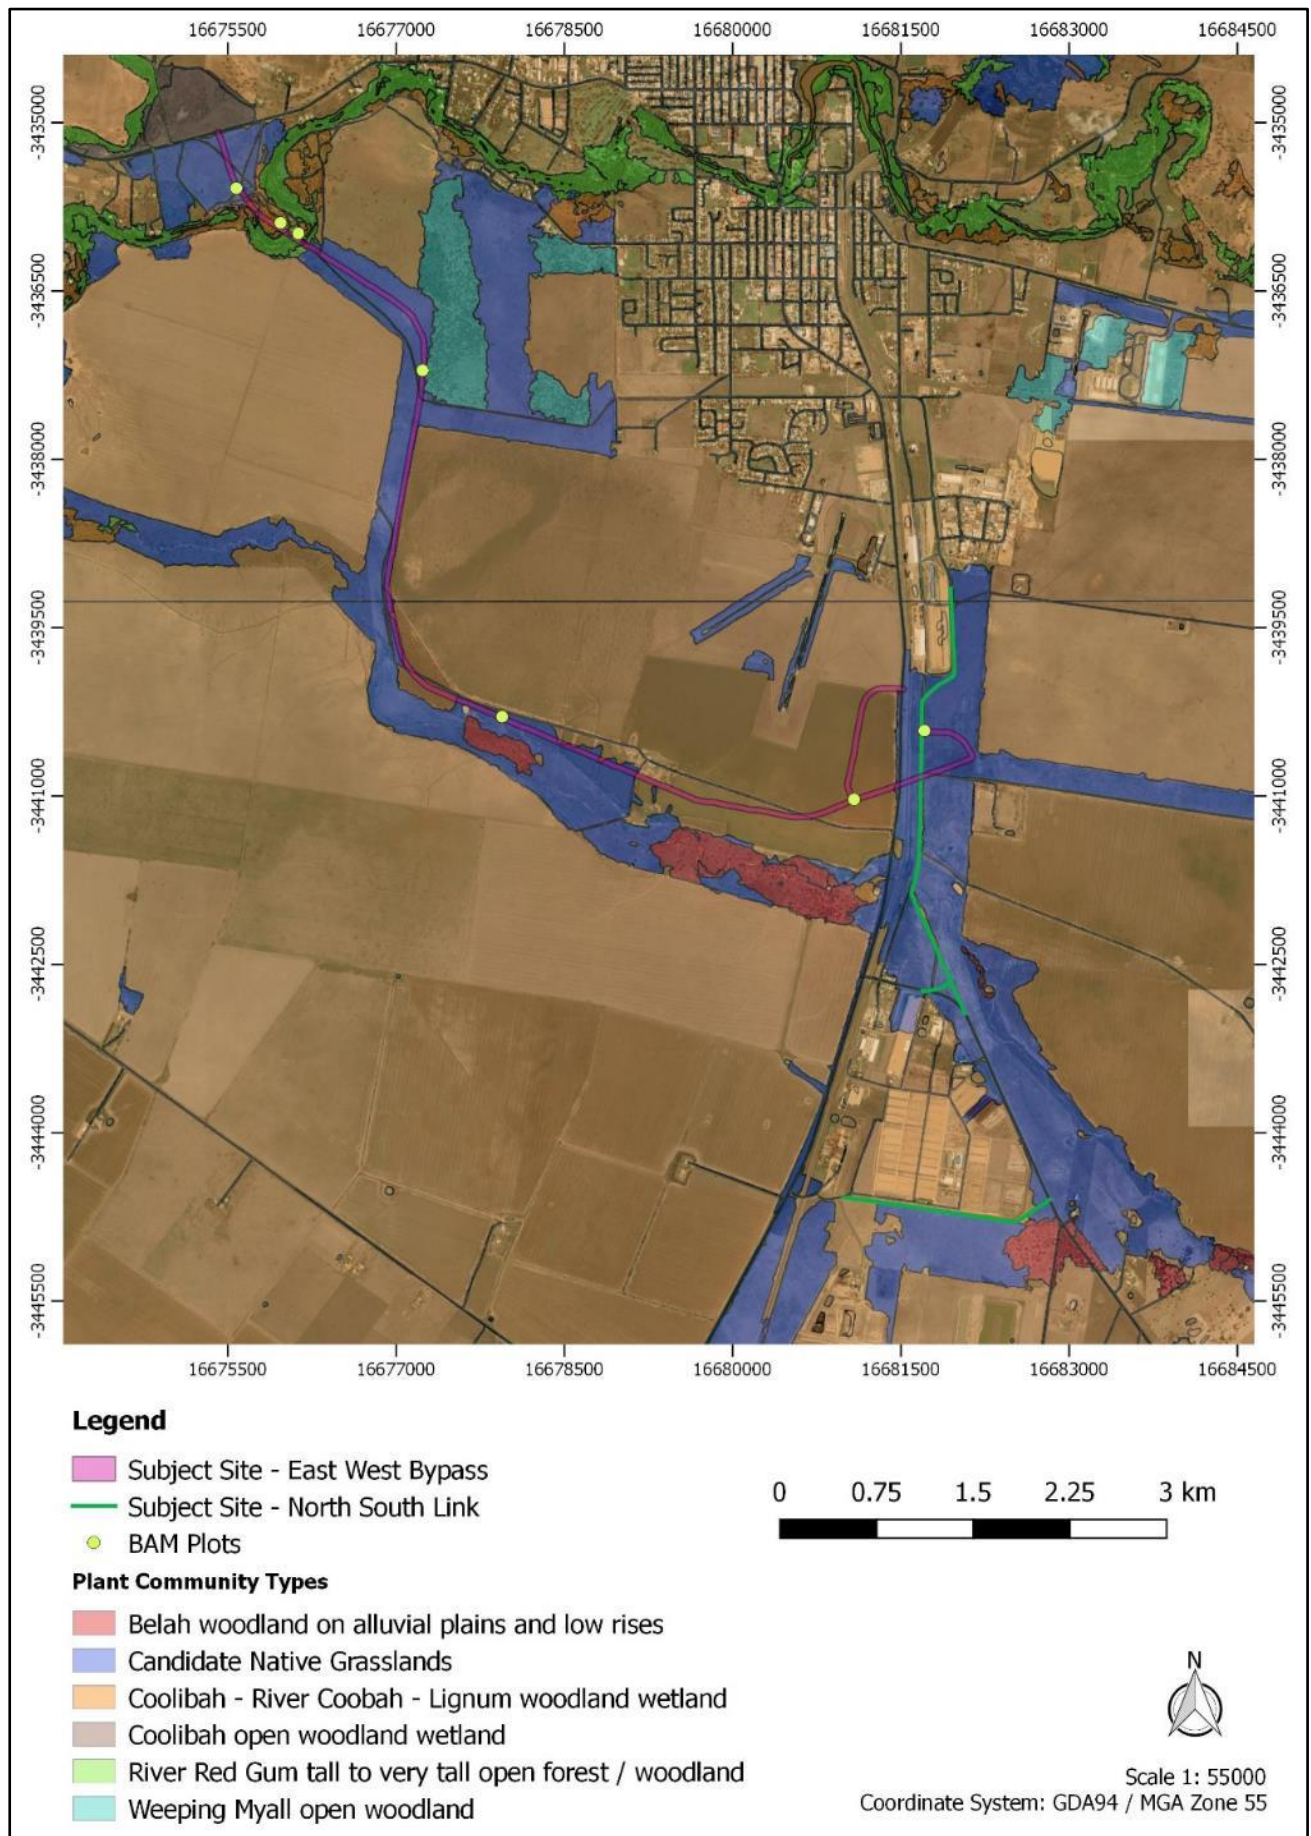 16675500 16677000 16678500 16680000 16681500 16683000 16684500
-3435000 -3435000
-3436500 -3436500
-3438000 -3438000
-3439500 -3439500
-3441000 -3441000
-3442500 -3442500
-3444000 -3444000
-3445500 -3445500
16675500 16677000 16678500 16680000 16681500 16683000 16684500
Legend
Subject Site - East West Bypass
Subject Site - North South Link
BAM Plots
0 0.75 1.5 2.25 3 km
Plant Community Types
Belah woodland on alluvial plains and low rises
Candidate Native Grasslands
Coolibah - River Coobah - Lignum woodland wetland
Coolibah open woodland wetland
River Red Gum tall to very tall open forest / woodland
Weeping Myall open woodland
N
Scale 1: 55000
Coordinate System: GDA94 / MGA Zone 55